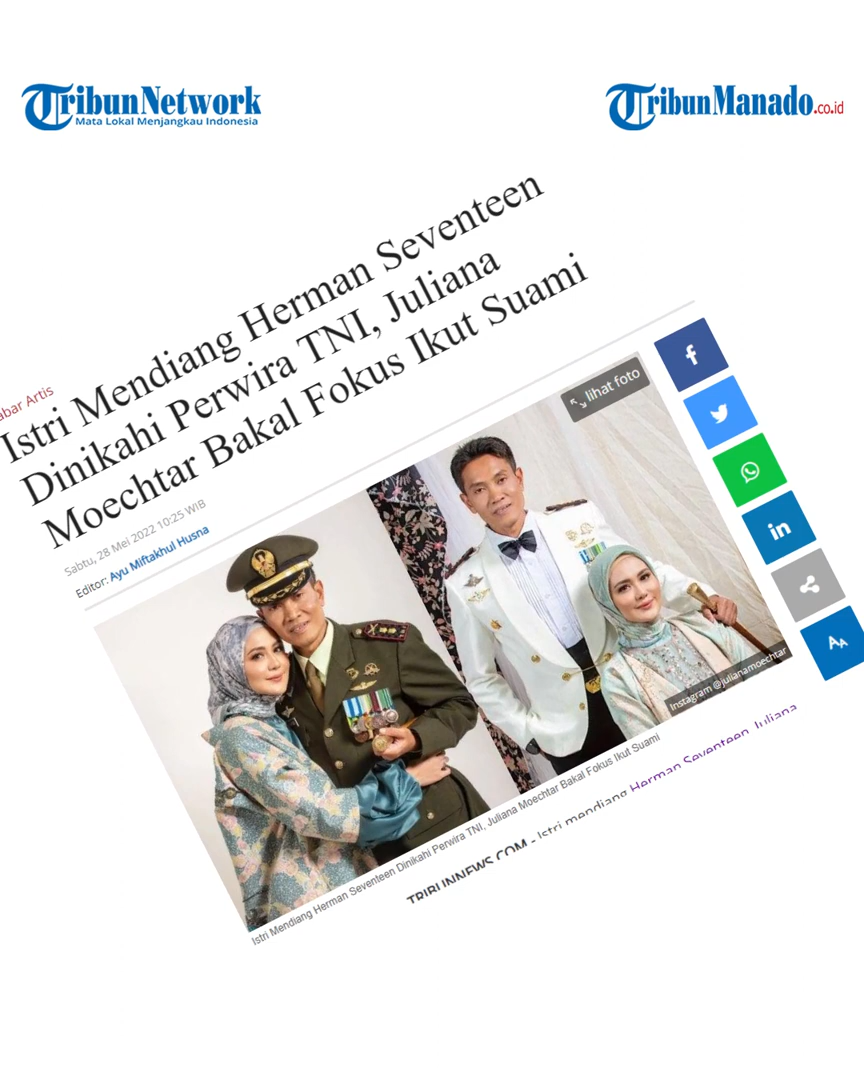 TribunNetwork
Mata Lokal Menjangkau Indonesia
TribunManado.co.id
abar Artis
Istri Mendiang Herman Seventeen
Dinikahi Perwira TNI, Juliana
Moechtar Bakal Fokus Ikut Suami
Sabtu, 28 Mei 2022 10:25 WIB
Editor: Ayu Miftakhul Husna
lihat foto
f
in
AA
Instagram @julianamoechtar
Istri Mendiang Herman Seventeen Dinikahi Perwira TNI, Juliana Moechtar Bakal Fokus Ikut Suami
TRIBUNNEWS.COM - Istri mendiang Herman Seventeen, Juliana